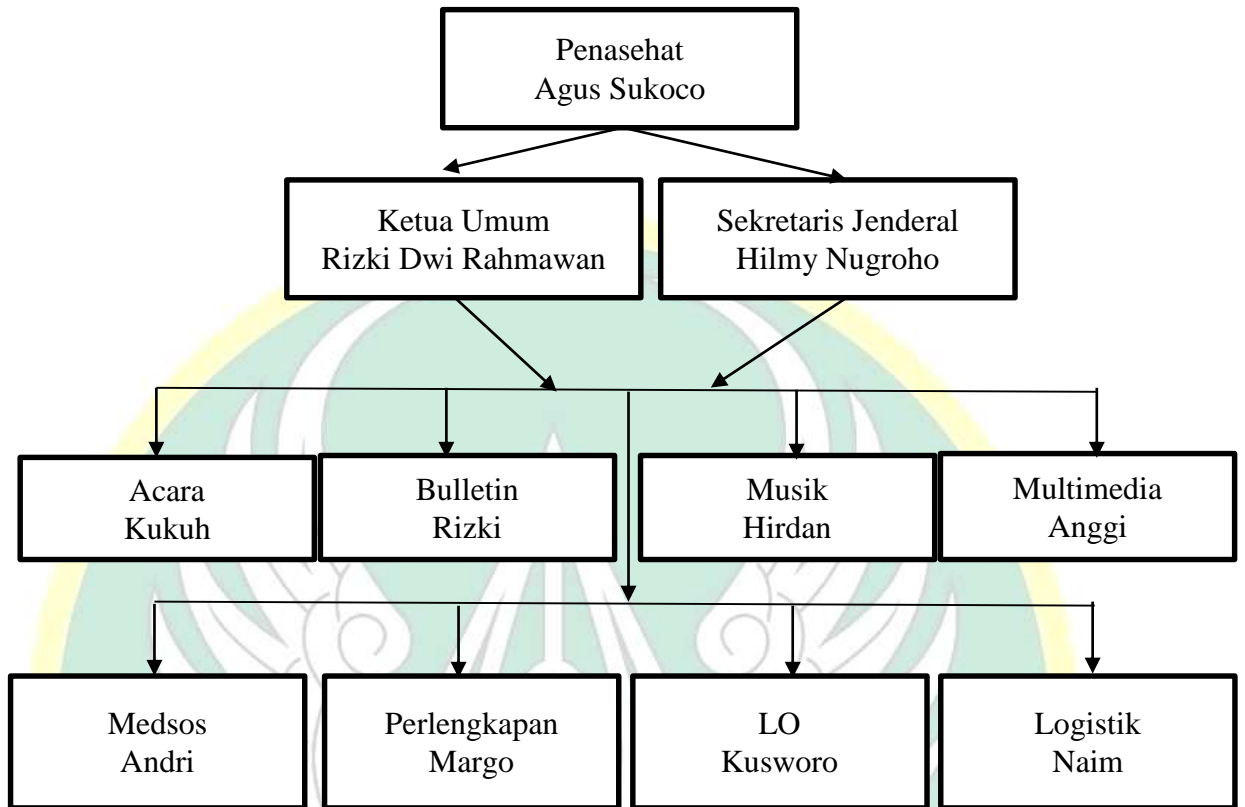 Penasehat
Agus Sukoco
Ketua Umum
Rizki Dwi Rahmawan
Sekretaris Jenderal
Hilmy Nugroho
Acara
Kukuh
Bulletin
Rizki
Musik
Hirdan
Multimedia
Anggi
Medsos
Andri
Perlengkapan
Margo
LO
Kusworo
Logistik
Naim